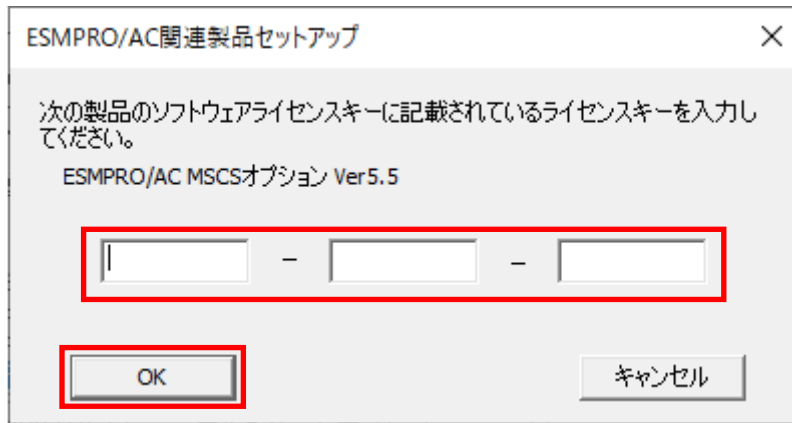 ESMPRO/AC関連製品セットアップ
次の製品のソフトウェアライセンスキーに記載されているライセンスキーを入力し
てください。
ESMPRO/AC MSCSオプション Ver5.5
– –
OK キャンセル